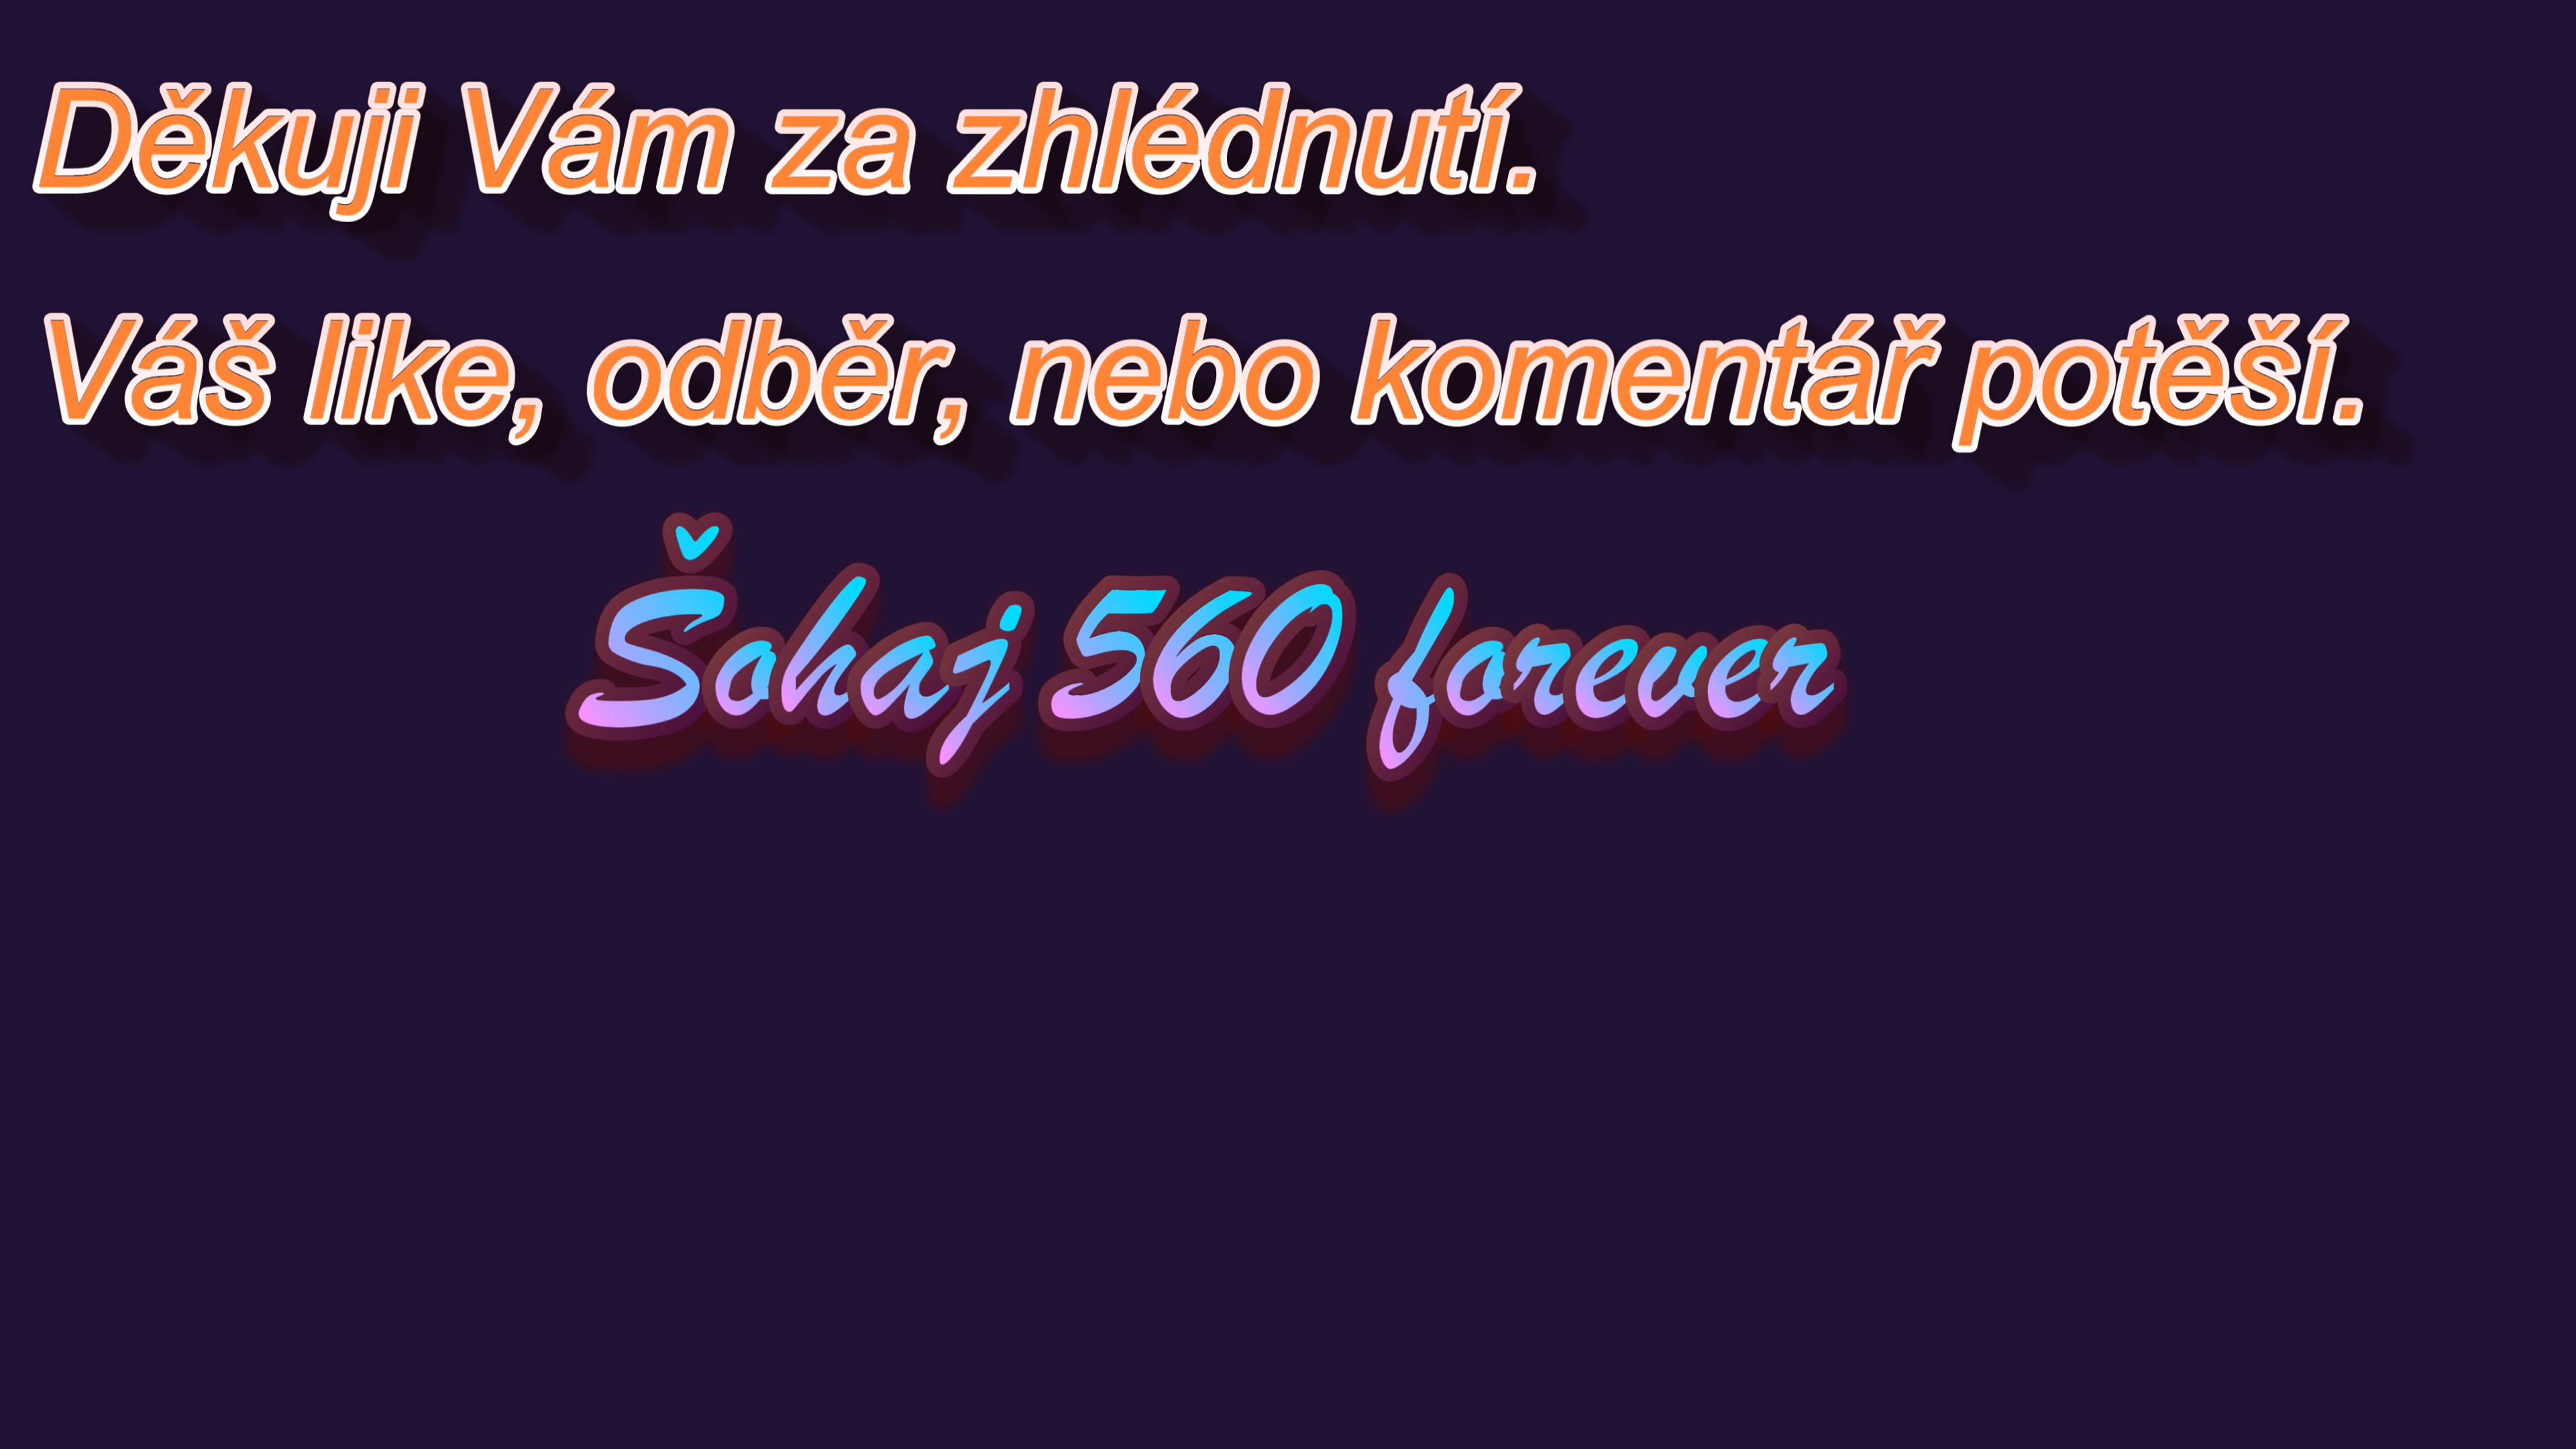 Děkuji Vám za zhlédnutí.
Váš like, odběr, nebo komentář potěší.
Šohaj 560 forever